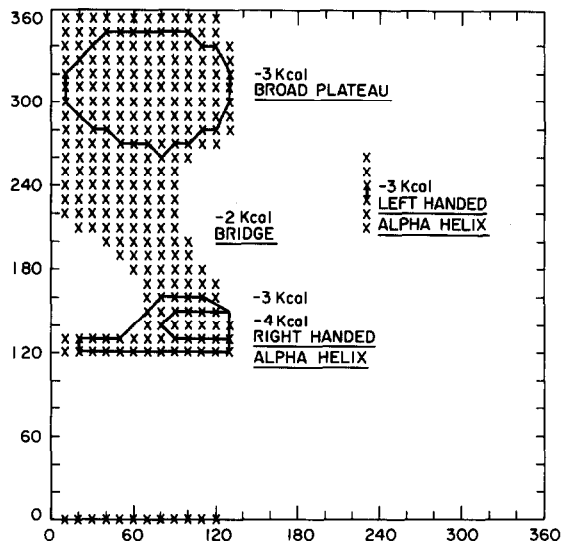 360
300
240
180
120
60
0
-3 Kcal
BROAD PLATEAU
-3 Kcal
LEFT HANDED
ALPHA HELIX
-2 Kcal
BRIDGE
-3 Kcal
-4 Kcal
RIGHT HANDED
ALPHA HELIX
0 60 120 180 240 300 360